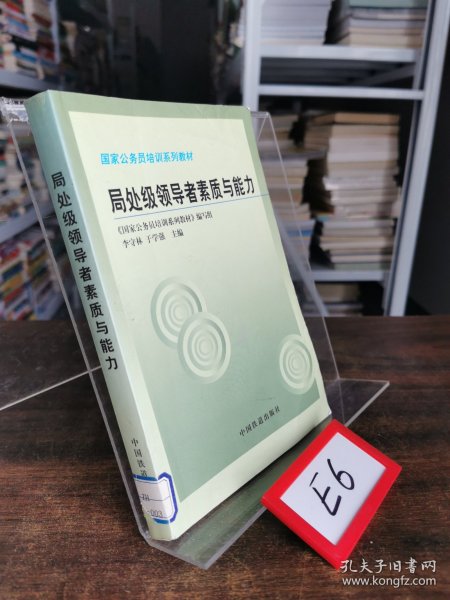 国家公务员培训系列教材
局处级领导者素质与能力
《国家公务员培训系列教材》编写组
李守林 于学强 主编
中国铁道出版社
局处级领导者素质与能力
中国铁道
ZH
:003
E6
孔夫子旧书网
www.kongfz.com